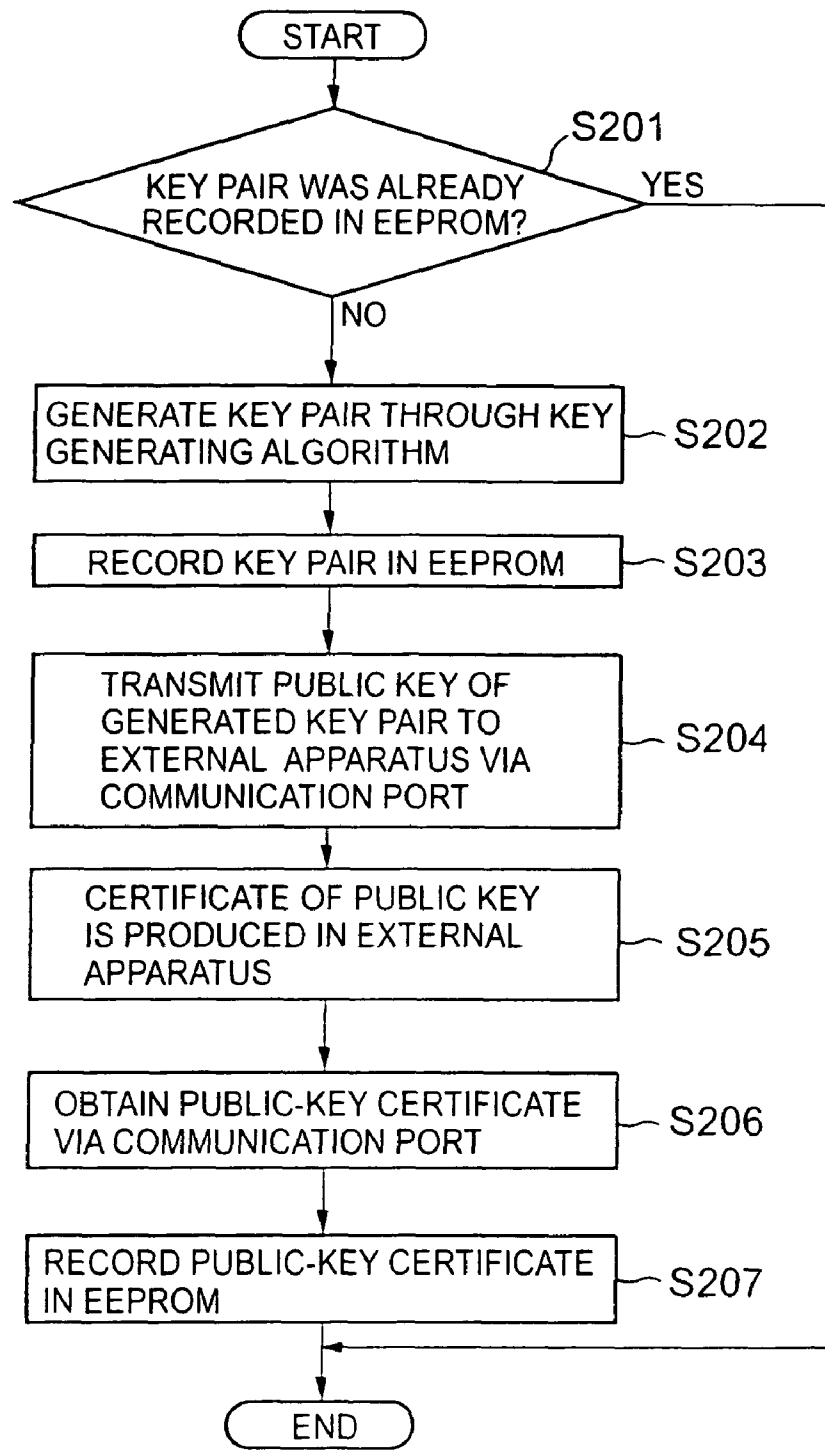 START
S201
KEY PAIR WAS ALREADY
RECORDED IN EEPROM?
YES
NO
GENERATE KEY PAIR THROUGH KEY
GENERATING ALGORITHM
S202
RECORD KEY PAIR IN EEPROM
S203
TRANSMIT PUBLIC KEY OF
GENERATED KEY PAIR TO
EXTERNAL APPARATUS VIA
COMMUNICATION PORT
S204
CERTIFICATE OF PUBLIC KEY
IS PRODUCED IN EXTERNAL
APPARATUS
S205
OBTAIN PUBLIC-KEY CERTIFICATE
VIA COMMUNICATION PORT
S206
RECORD PUBLIC-KEY CERTIFICATE
IN EEPROM
S207
END